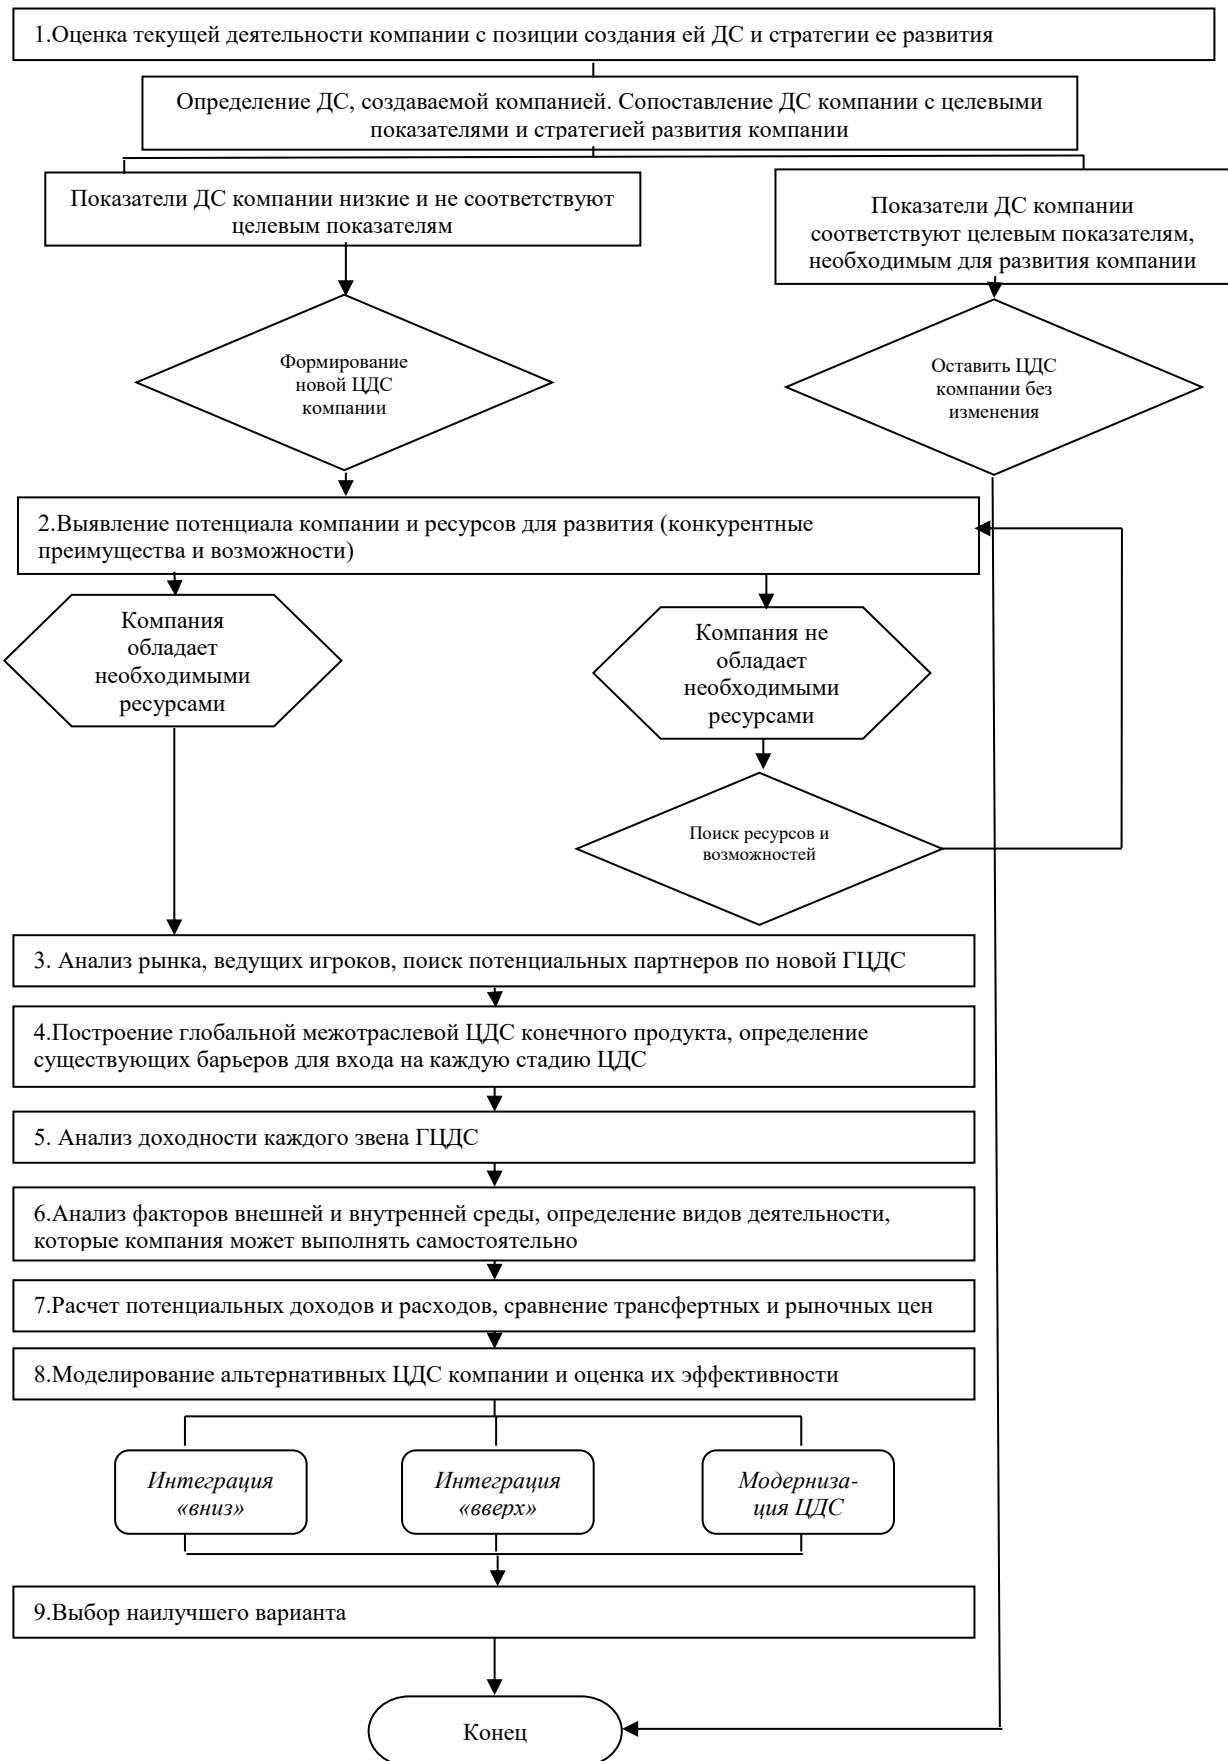 1.Оценка текущей деятельности компании с позиции создания ей ДС и стратегии ее развития
Определение ДС, создаваемой компанией. Сопоставление ДС компании с целевыми
показателями и стратегией развития компании
Показатели ДС компании низкие и не соответствуют
целевым показателям
Показатели ДС компании
соответствуют целевым показателям,
необходимым для развития компании
Формирование
новой ЦДС
компании
Оставить ЦДС
компании без
изменения
2.Выявление потенциала компании и ресурсов для развития (конкурентные
преимущества и возможности)
Компания
обладает
необходимыми
ресурсами
Компания не
обладает
необходимыми
ресурсами
Поиск ресурсов и
возможностей
3. Анализ рынка, ведущих игроков, поиск потенциальных партнеров по новой ГЦДС
4.Построение глобальной межотраслевой ЦДС конечного продукта, определение
существующих барьеров для входа на каждую стадию ЦДС
5. Анализ доходности каждого звена ГЦДС
6.Анализ факторов внешней и внутренней среды, определение видов деятельности,
которые компания может выполнять самостоятельно
7.Расчет потенциальных доходов и расходов, сравнение трансфертных и рыночных цен
8.Моделирование альтернативных ЦДС компании и оценка их эффективности
Интеграция
«вниз»
Интеграция
«вверх»
Модерниза-
ция ЦДС
9.Выбор наилучшего варианта
Конец